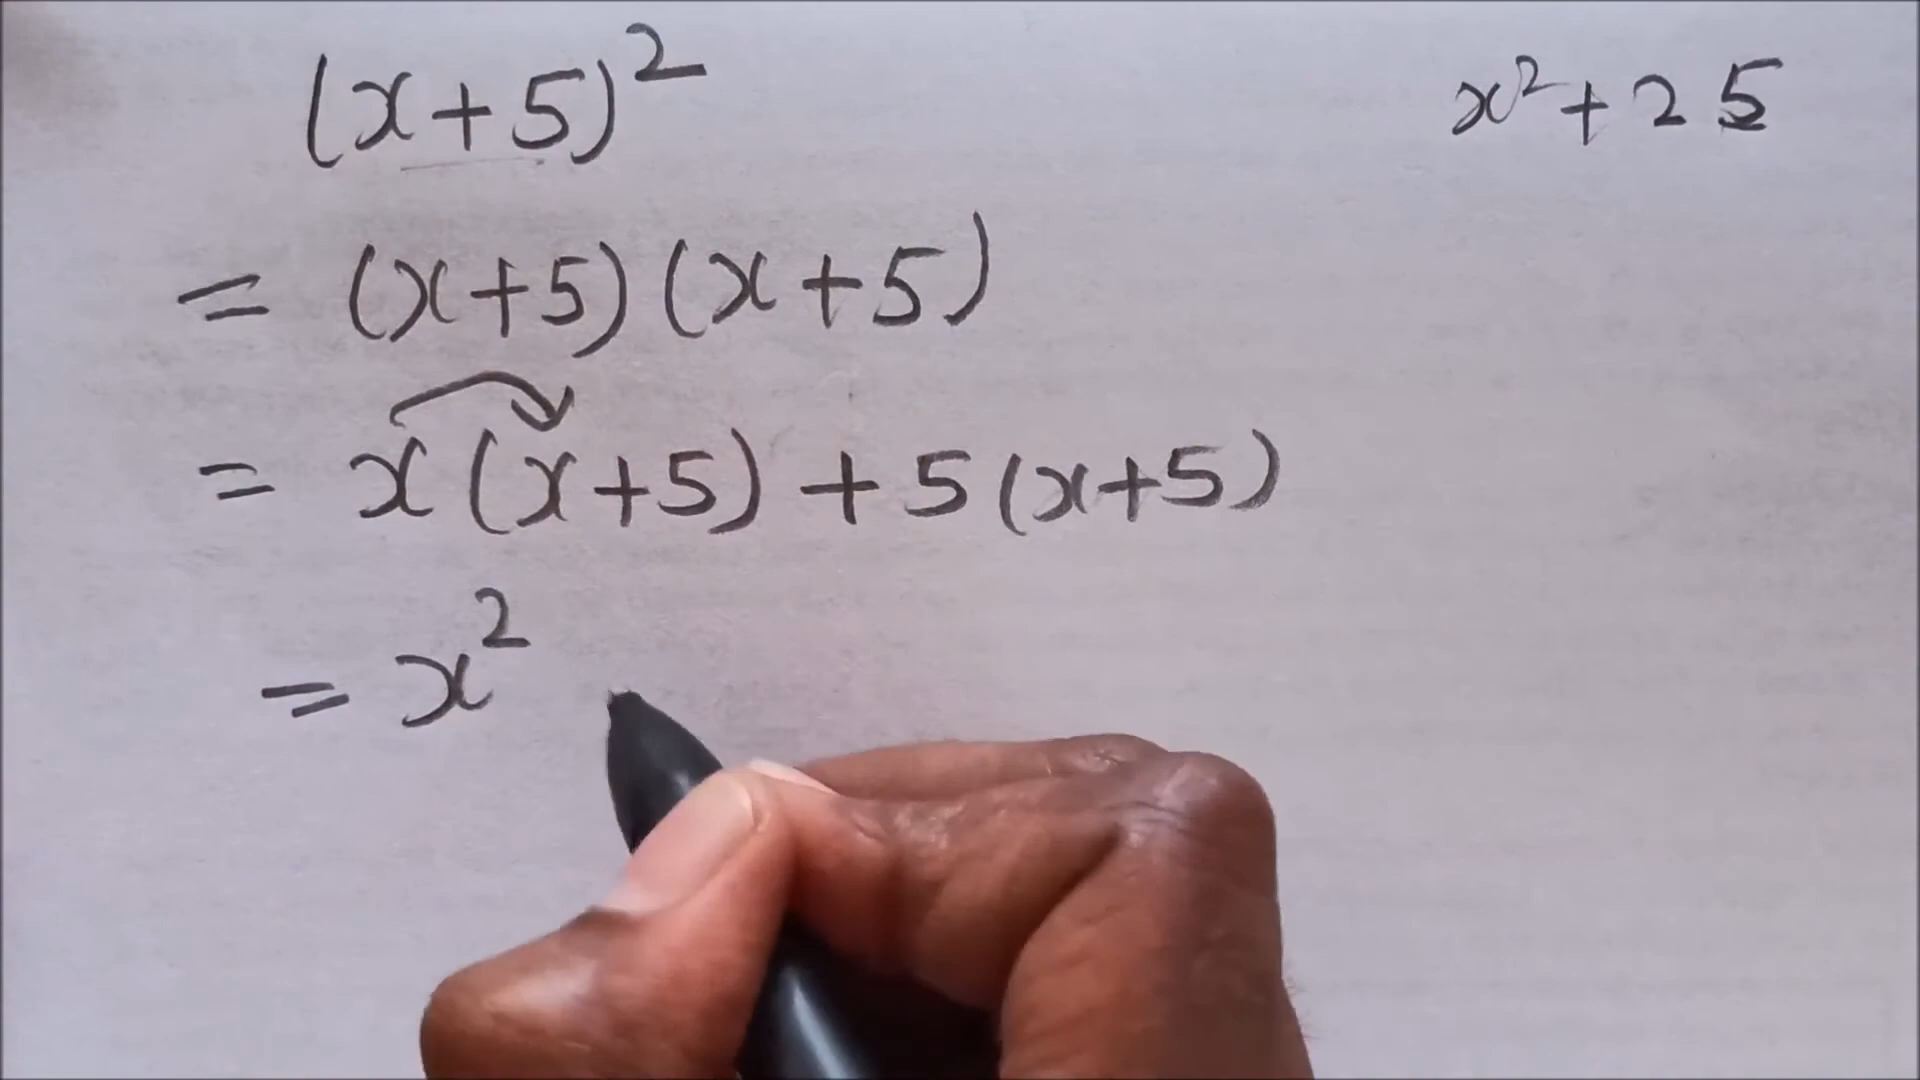 (x+5)²
x²+25
= (x+5)(x+5)
= x(x+5) + 5(x+5)
= x²